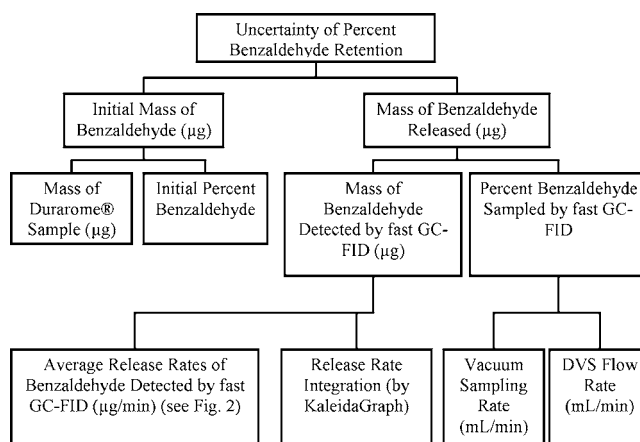 Uncertainty of Percent
Benzaldehyde Retention
Initial Mass of
Benzaldehyde (µg)
Mass of Benzaldehyde
Released (µg)
Mass of
Durarome® 
Sample (µg)
Initial Percent
Benzaldehyde
Mass of
Benzaldehyde
Detected by fast GC-
FID (µg)
Percent Benzaldehyde
Sampled by fast GC-
FID
Average Release Rates of
Benzaldehyde Detected by fast
GC-FID (µg/min) (see Fig. 2)
Release Rate
Integration (by
KaleidaGraph)
Vacuum
Sampling
Rate
(mL/min)
DVS Flow
Rate
(mL/min)